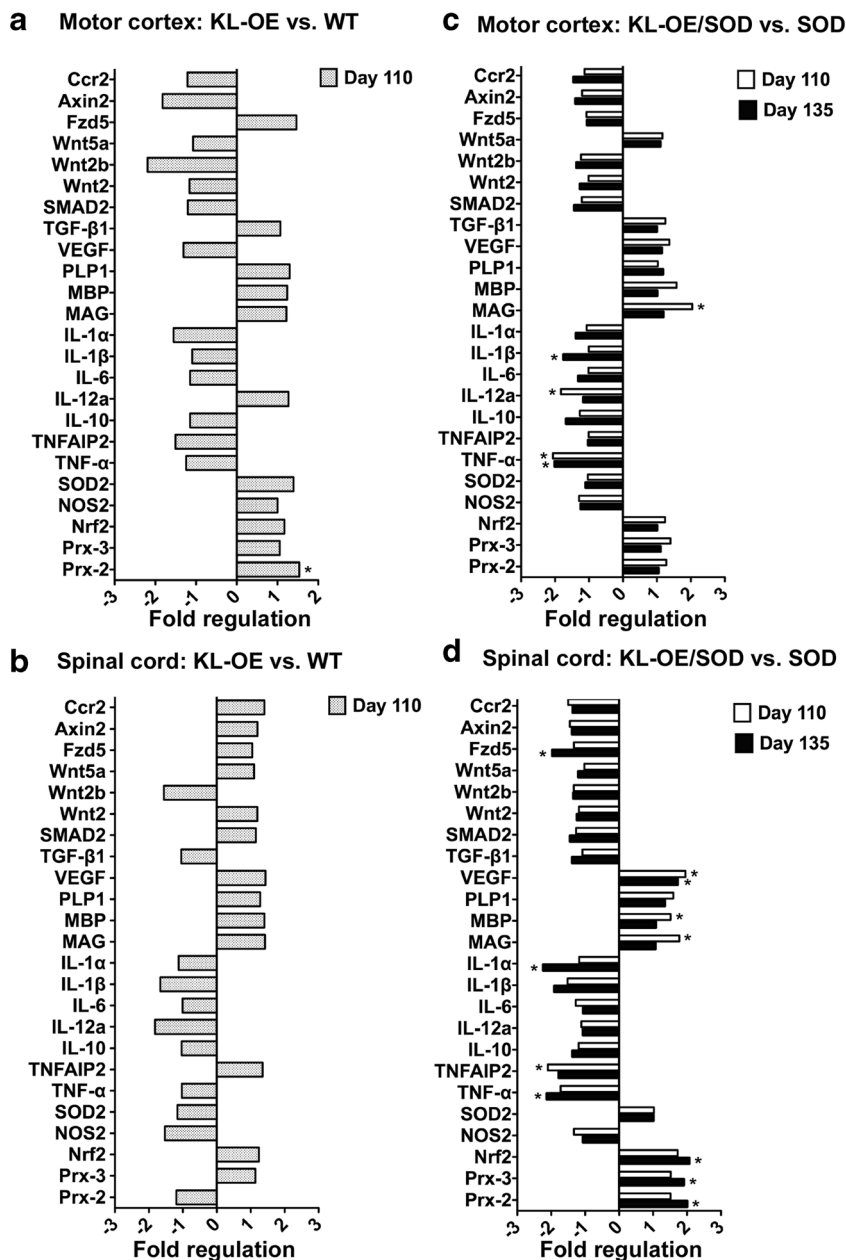 a Motor cortex: KL-OE vs. WT
Day 110
Ccr2
Axin2
Fzd5
Wnt5a
Wnt2b
Wnt2
SMAD2
TGF-β1
VEGF
PLP1
MBP
MAG
IL-1α
IL-1β
IL-6
IL-12a
IL-10
TNFAIP2
TNF-α
SOD2
NOS2
Nrf2
Prx-3
Prx-2
*
-3 -2 -1 0 1 2
Fold regulation
b Spinal cord: KL-OE vs. WT
Day 110
Ccr2
Axin2
Fzd5
Wnt5a
Wnt2b
Wnt2
SMAD2
TGF-β1
VEGF
PLP1
MBP
MAG
IL-1α
IL-1β
IL-6
IL-12a
IL-10
TNFAIP2
TNF-α
SOD2
NOS2
Nrf2
Prx-3
Prx-2
-3 -2 -1 0 1 2 3
Fold regulation
c Motor cortex: KL-OE/SOD vs. SOD
Day 110
Day 135
Ccr2
Axin2
Fzd5
Wnt5a
Wnt2b
Wnt2
SMAD2
TGF-β1
VEGF
PLP1
MBP
MAG *
IL-1α
IL-1β *
IL-6
IL-12a *
IL-10
TNFAIP2
TNF-α *
*
SOD2
NOS2
Nrf2
Prx-3
Prx-2
-3 -2 -1 0 1 2 3
Fold regulation
d Spinal cord: KL-OE/SOD vs. SOD
Day 110
Day 135
Ccr2
Axin2
Fzd5 *
Wnt5a
Wnt2b
Wnt2
SMAD2
TGF-β1
VEGF *
*
PLP1
MBP *
MAG *
IL-1α *
IL-1β
IL-6
IL-12a
IL-10
TNFAIP2 *
TNF-α *
SOD2
NOS2
Nrf2 *
Prx-3 *
Prx-2 *
-3 -2 -1 0 1 2 3
Fold regulation